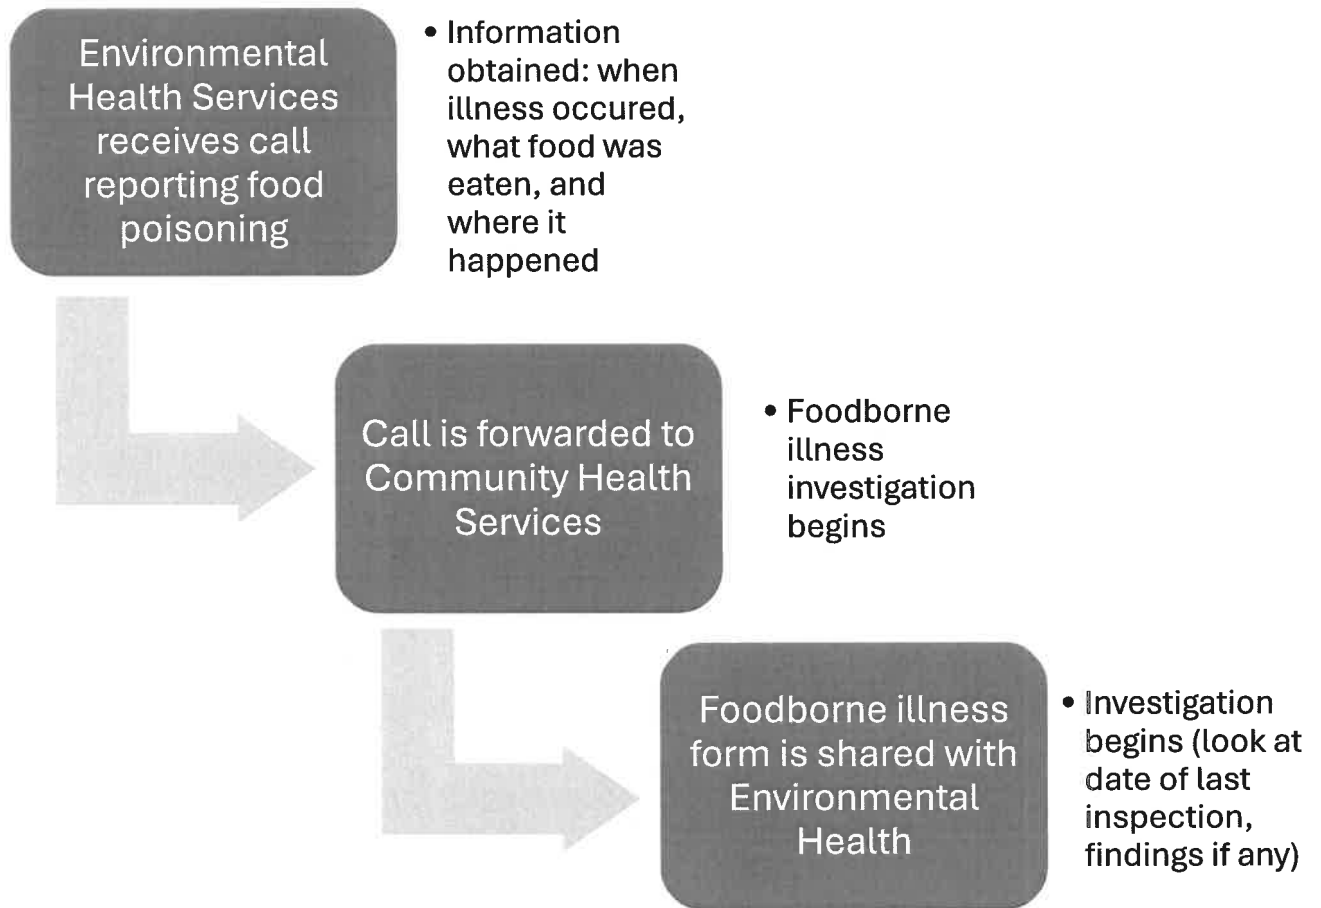 Environmental
Health Services
receives call
reporting food
poisoning
• Information
obtained: when
illness occured,
what food was
eaten, and
where it
happened
Call is forwarded to
Community Health
Services
• Foodborne
illness
investigation
begins
Foodborne illness
form is shared with
Environmental
Health
• Investigation
begins (look at
date of last
inspection,
findings if any)